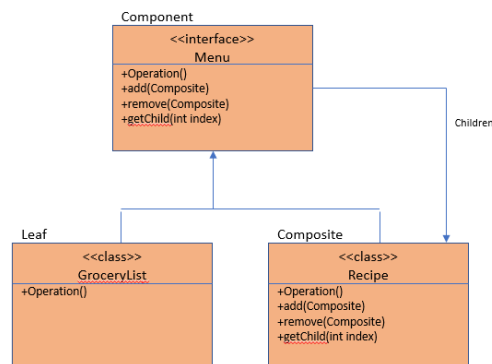 Component
<<interface>>
Menu
+Operation()
+add(Composite)
+remove(Composite)
+getChild(int index)
Children
Leaf
<<class>>
GroceryList
+Operation()
Composite
<<class>>
Recipe
+Operation()
+add(Composite)
+remove(Composite)
+getChild(int index)